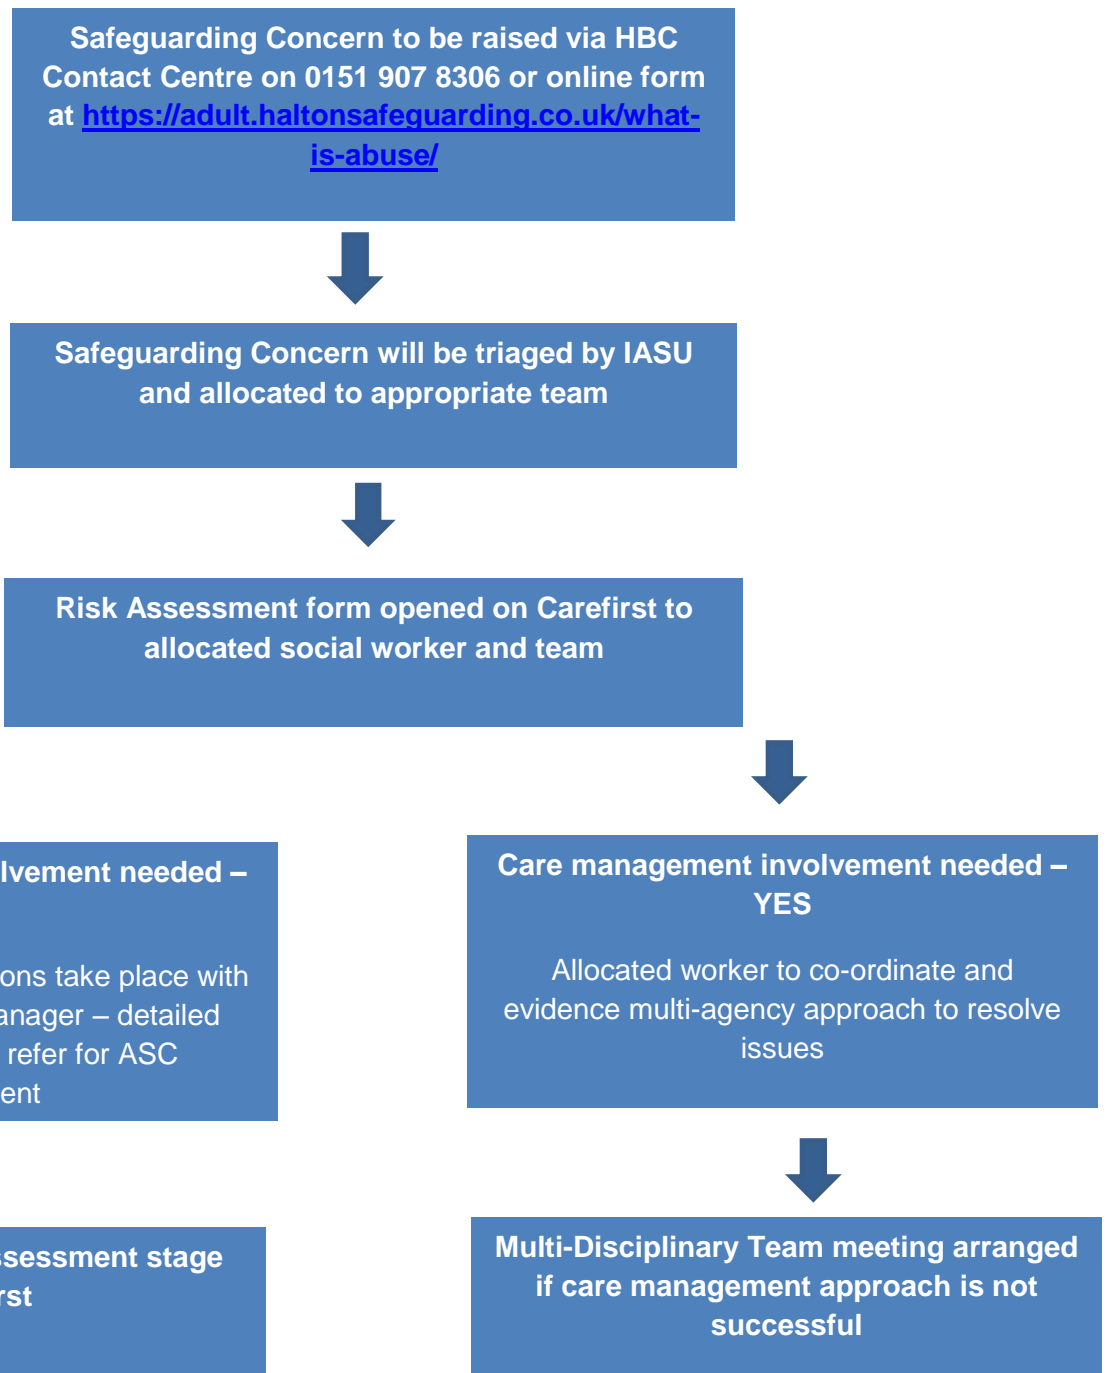 Safeguarding Concern to be raised via HBC
Contact Centre on 0151 907 8306 or online form
at https://adult.haltonsafeguarding.co.uk/what-
is-abuse/
Safeguarding Concern will be triaged by IASU
and allocated to appropriate team
Risk Assessment form opened on Carefirst to
allocated social worker and team
lvement needed –
ons take place with
anager – detailed
refer for ASC
ent
ssessment stage
rst
Care management involvement needed –
YES
Allocated worker to co-ordinate and
evidence multi-agency approach to resolve
issues
Multi-Disciplinary Team meeting arranged
if care management approach is not
successful